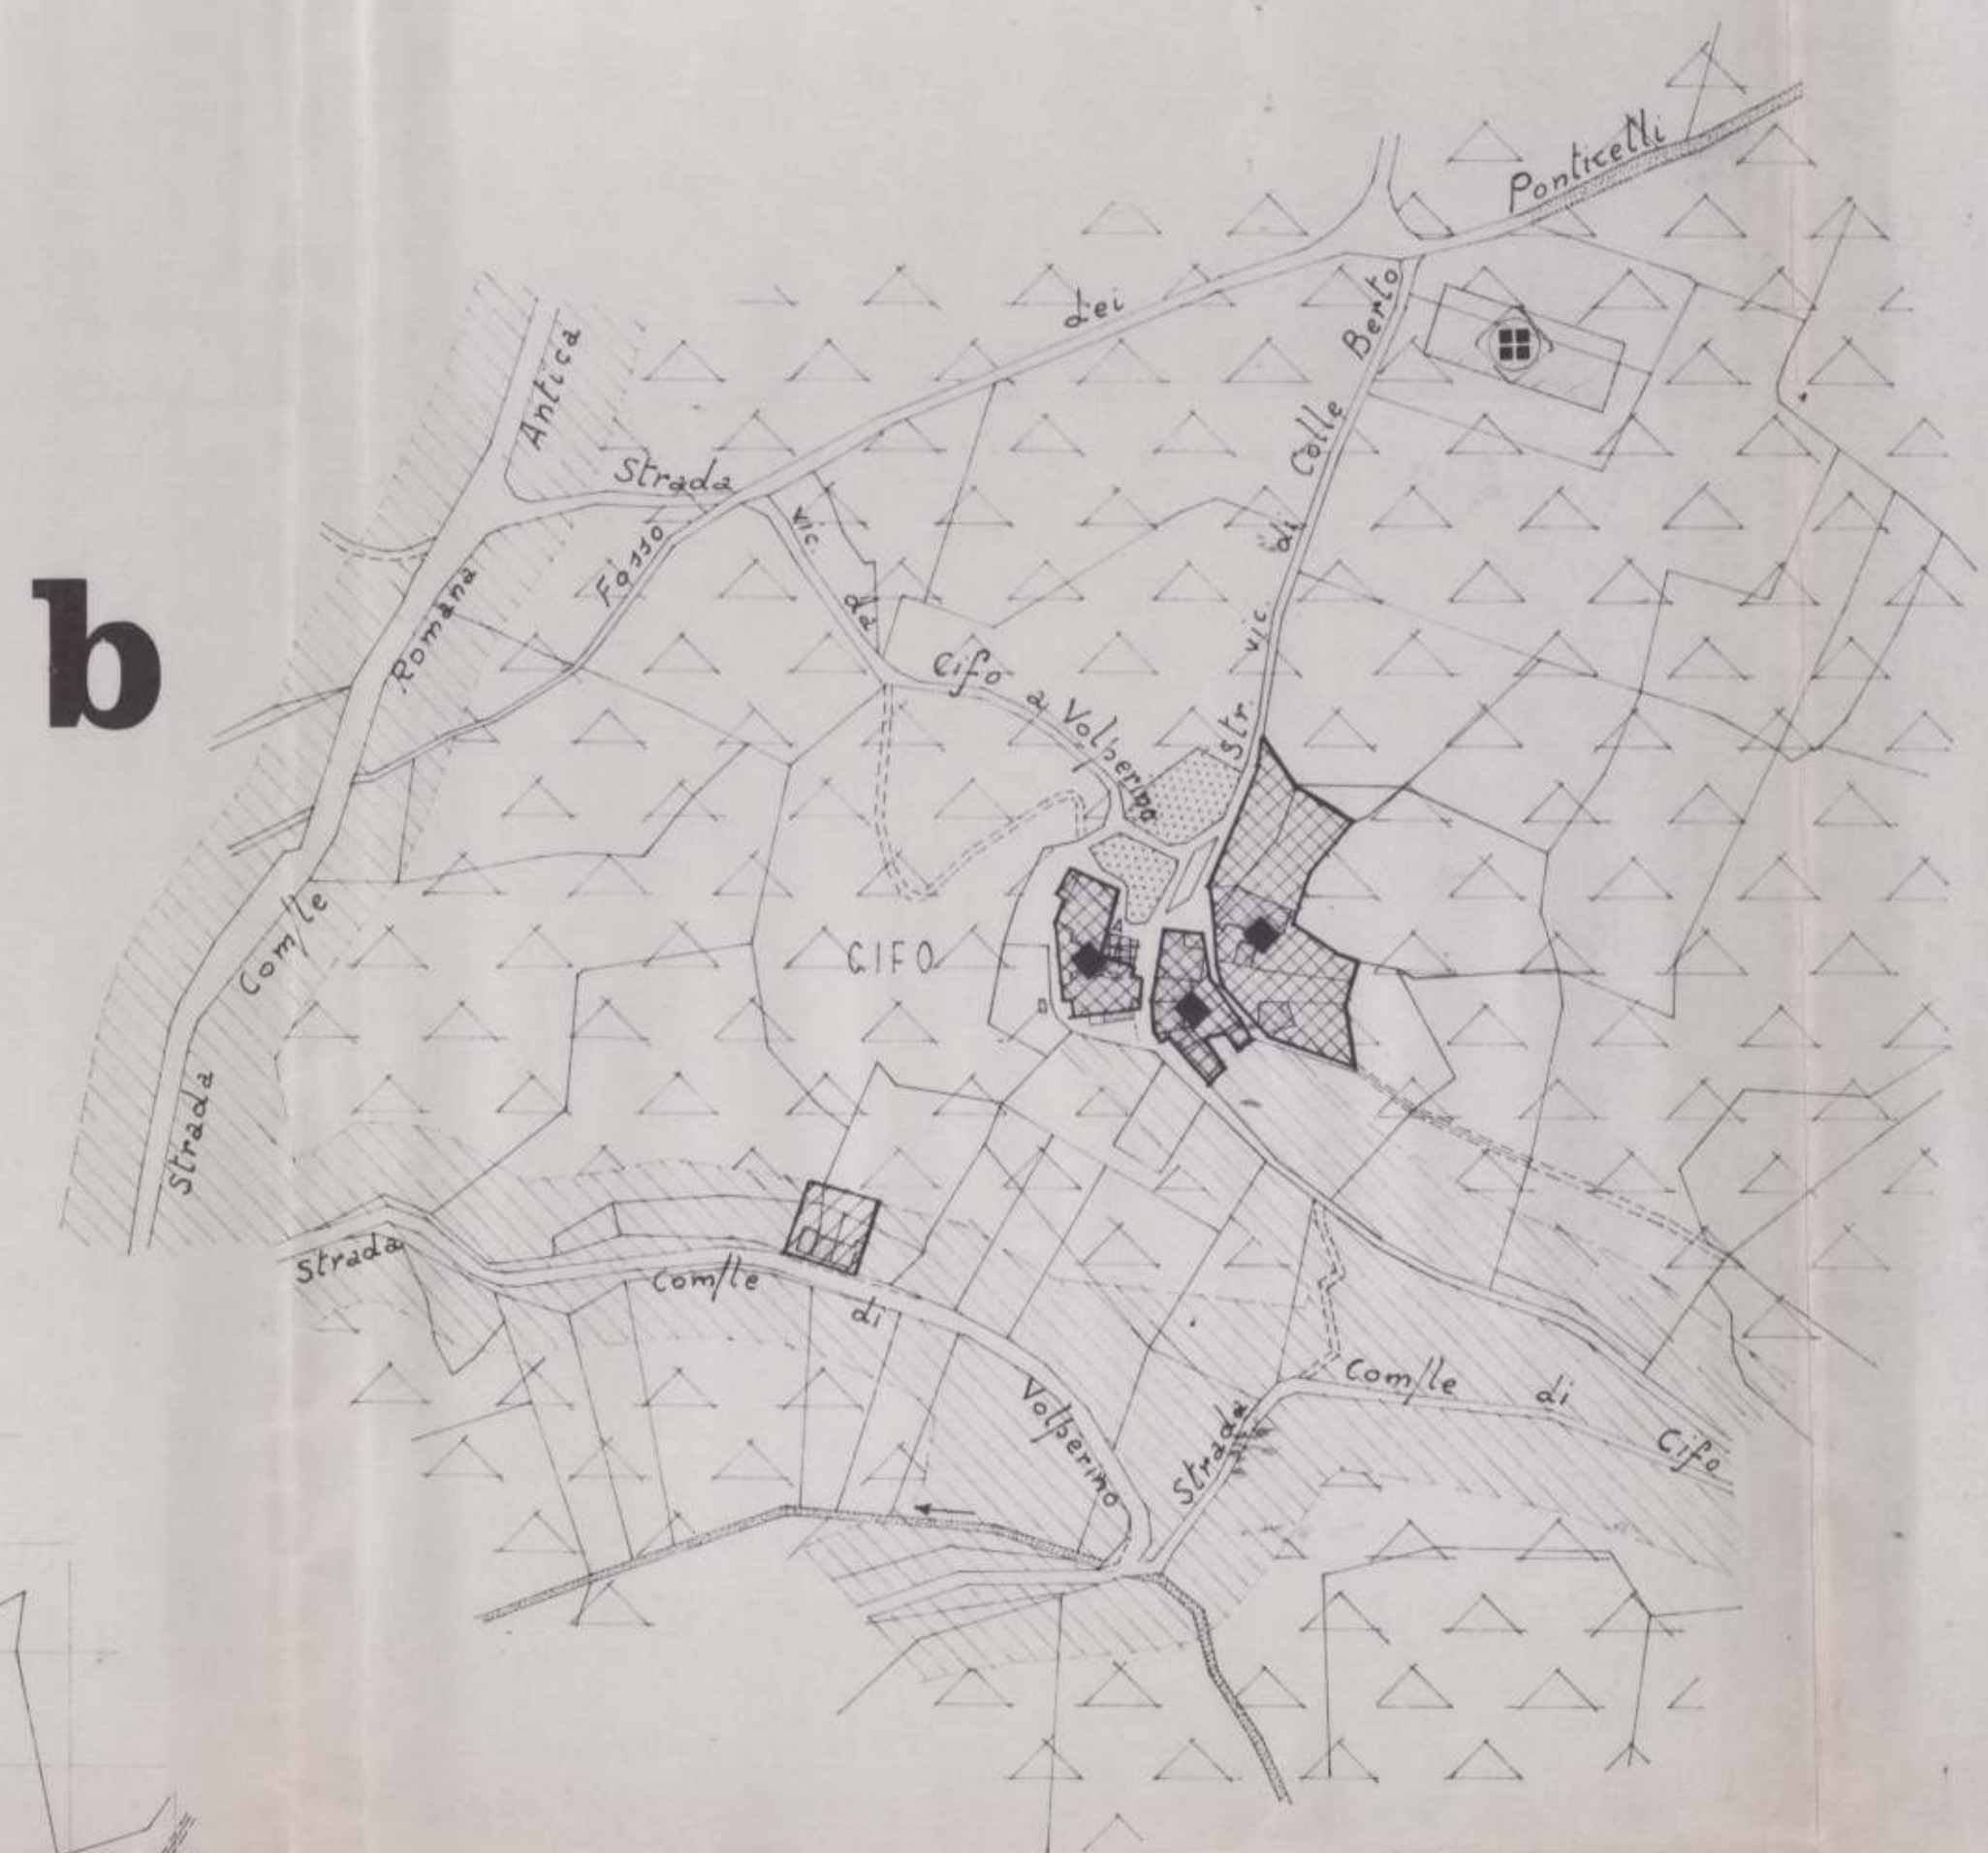 b
Ponticelli
dei
Strada
Fosso
Antica
Romana
Com/le
Strada
vic. da Cifo a Volperino
Str. vic. di Colle Berto
CIFO
Strada Com/le di Volperino
Strada Com/le di Cifo